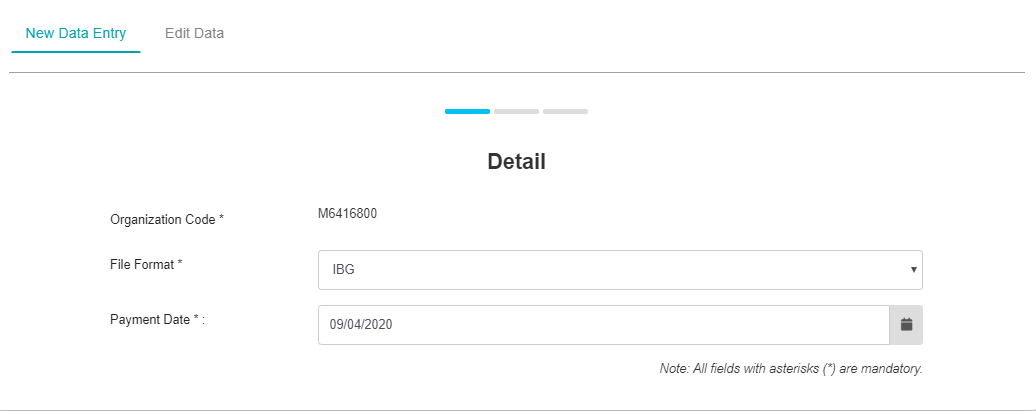 New Data Entry Edit Data
Detail
Organization Code * M6416800
File Format * IBG
Payment Date * : 09/04/2020
Note: All fields with asterisks (*) are mandatory.